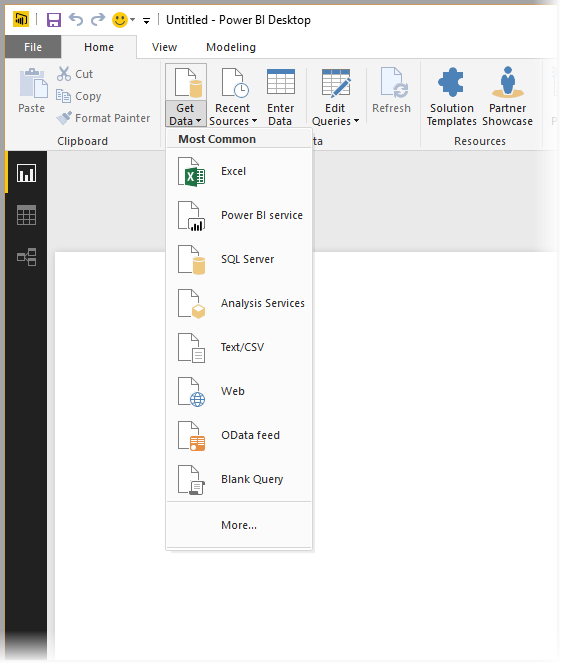 Untitled - Power BI Desktop
File Home View Modeling
Paste
Cut
Copy
Format Painter
Clipboard
Get Data
Recent Sources
Enter Data
Edit Queries
Refresh
Solution Templates
Partner Showcase
Resources
Most Common
Excel
Power BI service
SQL Server
Analysis Services
Text/CSV
Web
OData feed
Blank Query
More...